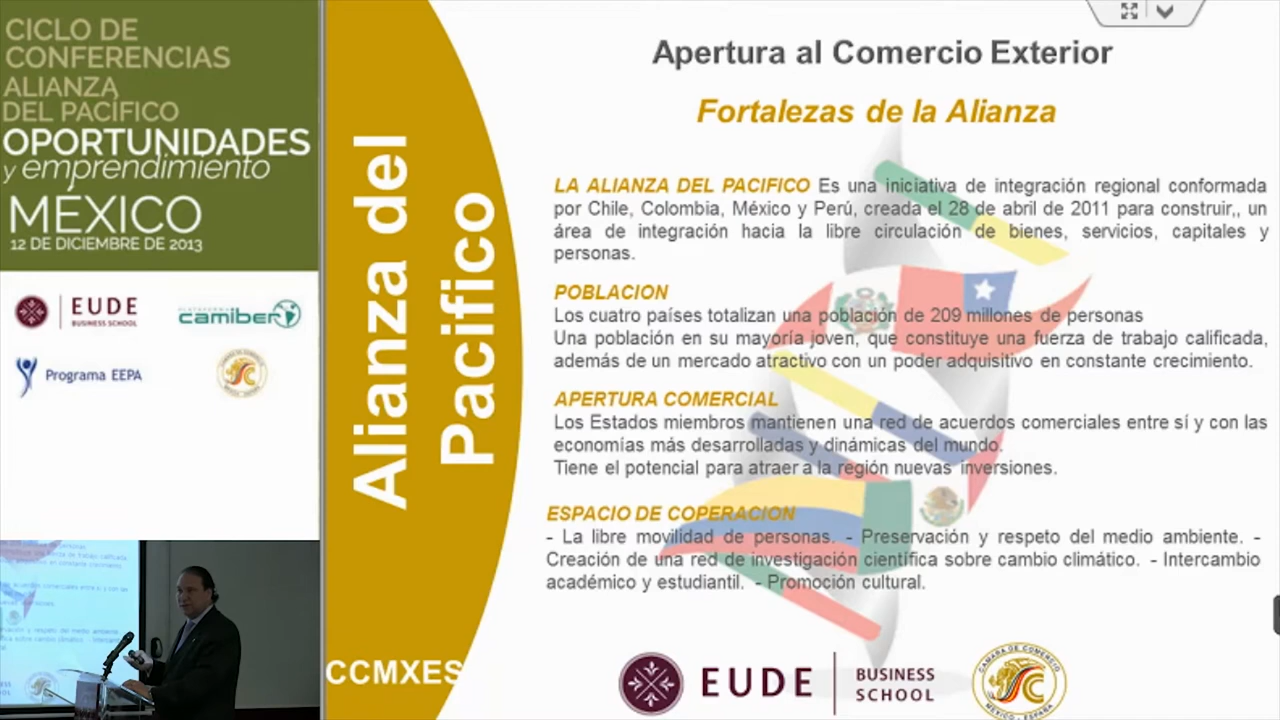 CICLO DE
CONFERENCIAS
ALIANZA
DEL PACÍFICO
OPORTUNIDADES
y emprendimiento
MÉXICO
12 DE DICIEMBRE DE 2013
EUDE
BUSINESS SCHOOL
PLATAFORMA
camiber
Programa EEPA
Alianza del
Pacifico
CCMXES
Apertura al Comercio Exterior
Fortalezas de la Alianza
LA ALIANZA DEL PACIFICO Es una iniciativa de integración regional conformada
por Chile, Colombia, México y Perú, creada el 28 de abril de 2011 para construir,, un
área de integración hacia la libre circulación de bienes, servicios, capitales y
personas.
POBLACION
Los cuatro países totalizan una población de 209 millones de personas
Una población en su mayoría joven, que constituye una fuerza de trabajo calificada,
además de un mercado atractivo con un poder adquisitivo en constante crecimiento.
APERTURA COMERCIAL
Los Estados miembros mantienen una red de acuerdos comerciales entre sí y con las
economías más desarrolladas y dinámicas del mundo.
Tiene el potencial para atraer a la región nuevas inversiones.
ESPACIO DE COPERACION
- La libre movilidad de personas. - Preservación y respeto del medio ambiente. -
Creación de una red de investigación científica sobre cambio climático. - Intercambio
académico y estudiantil. - Promoción cultural.
EUDE
BUSINESS
SCHOOL
CAMARA DE COMERCIO
MEXICO - ESPAÑA